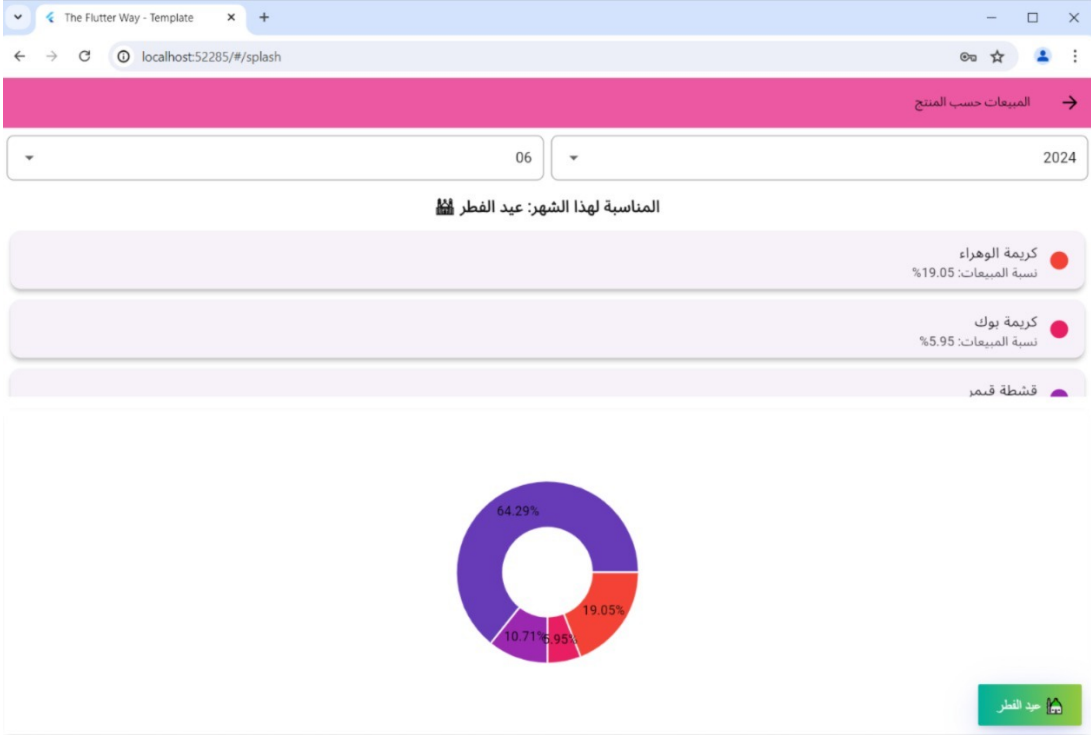 The Flutter Way - Template
localhost:52285/#/splash
المبيعات حسب المنتج
2024
06
المناسبة لهذا الشهر: عيد الفطر 🕌
كريمة الوهراء
نسبة المبيعات: 19.05%
كريمة بوك
نسبة المبيعات: 5.95%
قشطة قيمر
64.29%
19.05%
10.71%
5.95%
عيد الفطر